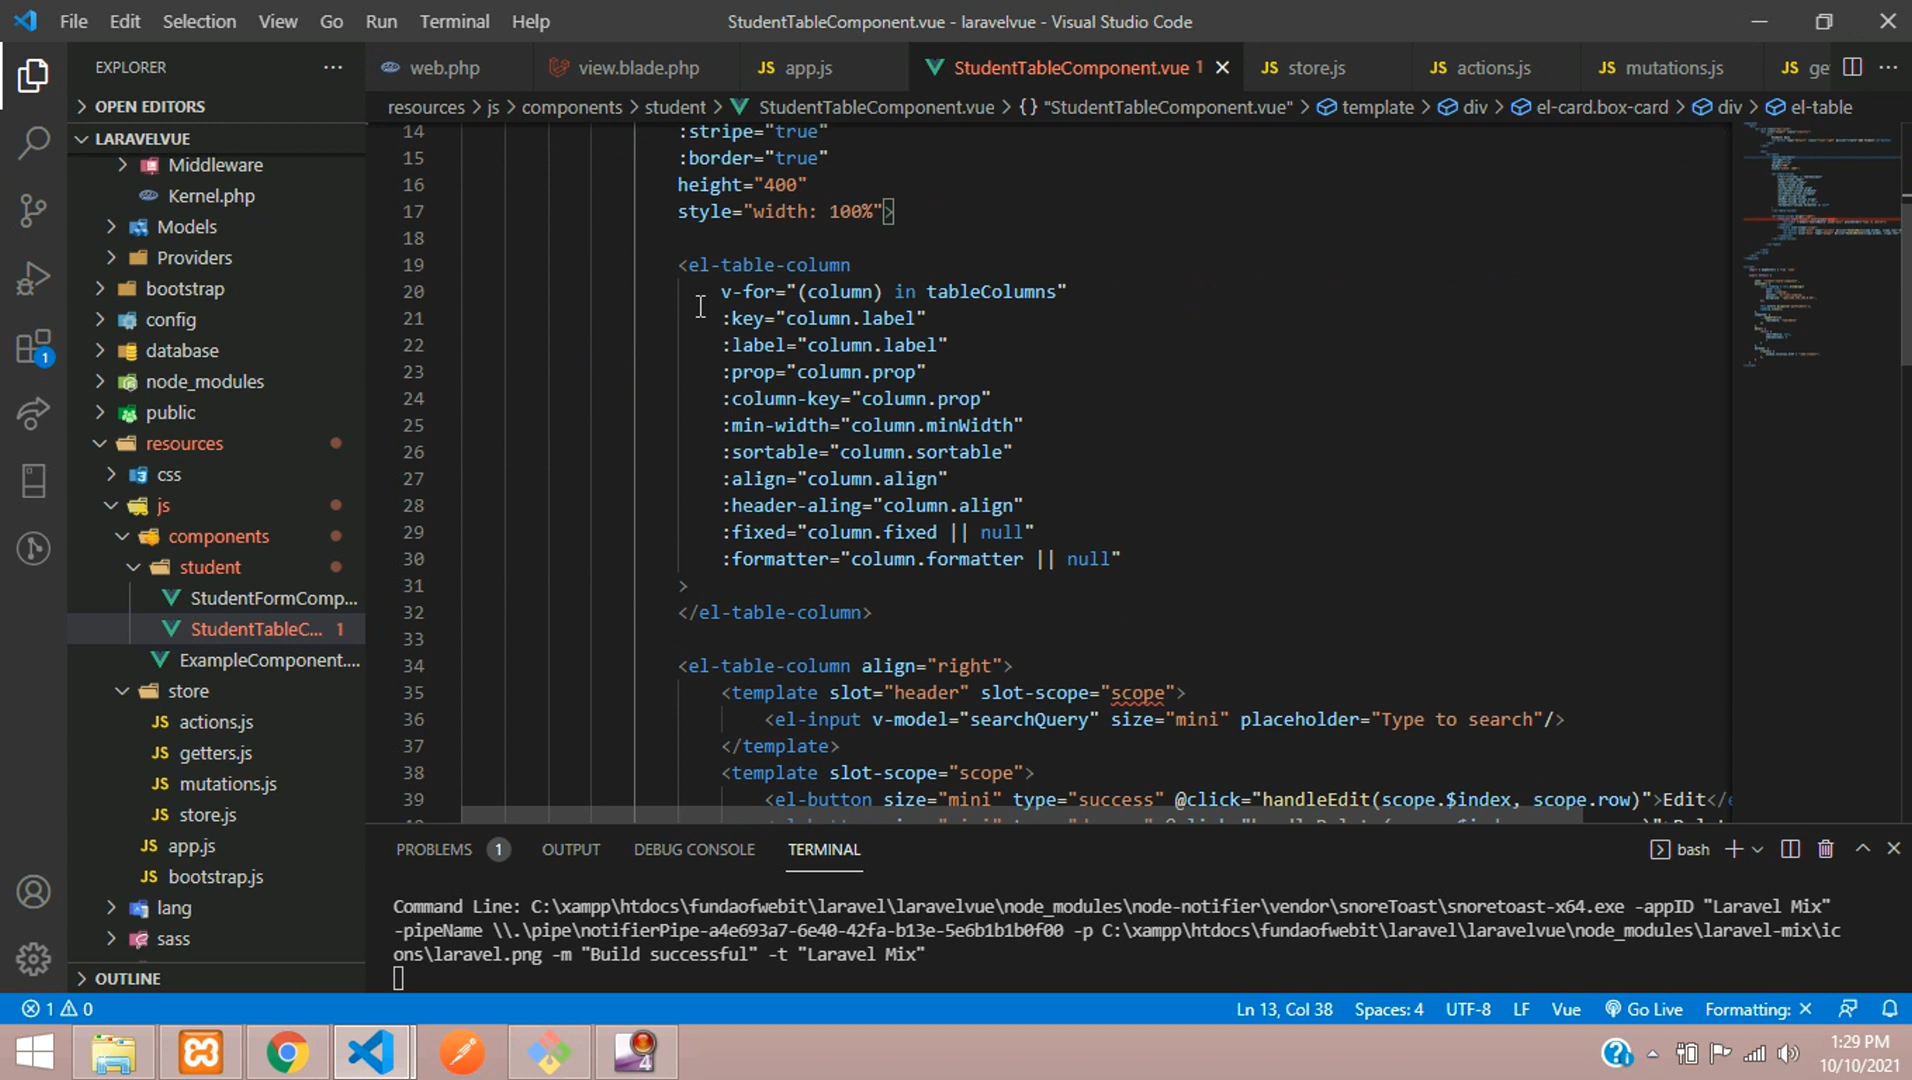 File Edit Selection View Go Run Terminal Help
StudentTableComponent.vue - laravelvue - Visual Studio Code
EXPLORER
web.php view.blade.php JS app.js StudentTableComponent.vue 1 JS store.js JS actions.js JS mutations.js JS ge
OPEN EDITORS
resources > js > components > student > StudentTableComponent.vue > {} "StudentTableComponent.vue" > template > div > el-card.box-card > div > el-table
LARAVELVUE
Middleware
Kernel.php
Models
Providers
bootstrap
config
database
node_modules
public
resources
css
js
components
student
StudentFormComp...
StudentTableC... 1
ExampleComponent....
store
JS actions.js
JS getters.js
JS mutations.js
JS store.js
JS app.js
JS bootstrap.js
lang
sass
OUTLINE
14 :stripe="true"
15 :border="true"
16 height="400"
17 style="width: 100%">
18
19 <el-table-column
20 v-for="(column) in tableColumns"
21 :key="column.label"
22 :label="column.label"
23 :prop="column.prop"
24 :column-key="column.prop"
25 :min-width="column.minWidth"
26 :sortable="column.sortable"
27 :align="column.align"
28 :header-aling="column.align"
29 :fixed="column.fixed || null"
30 :formatter="column.formatter || null"
31 >
32 </el-table-column>
33
34 <el-table-column align="right">
35 <template slot="header" slot-scope="scope">
36 <el-input v-model="searchQuery" size="mini" placeholder="Type to search"/>
37 </template>
38 <template slot-scope="scope">
39 <el-button size="mini" type="success" @click="handleEdit(scope.$index, scope.row)">Edit</e
PROBLEMS 1 OUTPUT DEBUG CONSOLE TERMINAL
bash
Command Line: C:\xampp\htdocs\fundaofwebit\laravel\laravelvue\node_modules\node-notifier\vendor\snoreToast\snoretoast-x64.exe -appID "Laravel Mix"
-pipeName \\.\pipe\notifierPipe-a4e693a7-6e40-42fa-b13e-5e6b1b1b0f00 -p C:\xampp\htdocs\fundaofwebit\laravel\laravelvue\node_modules\laravel-mix\ic
ons\laravel.png -m "Build successful" -t "Laravel Mix"
1 0
Ln 13, Col 38 Spaces: 4 UTF-8 LF Vue Go Live Formatting: ×
1:29 PM
10/10/2021